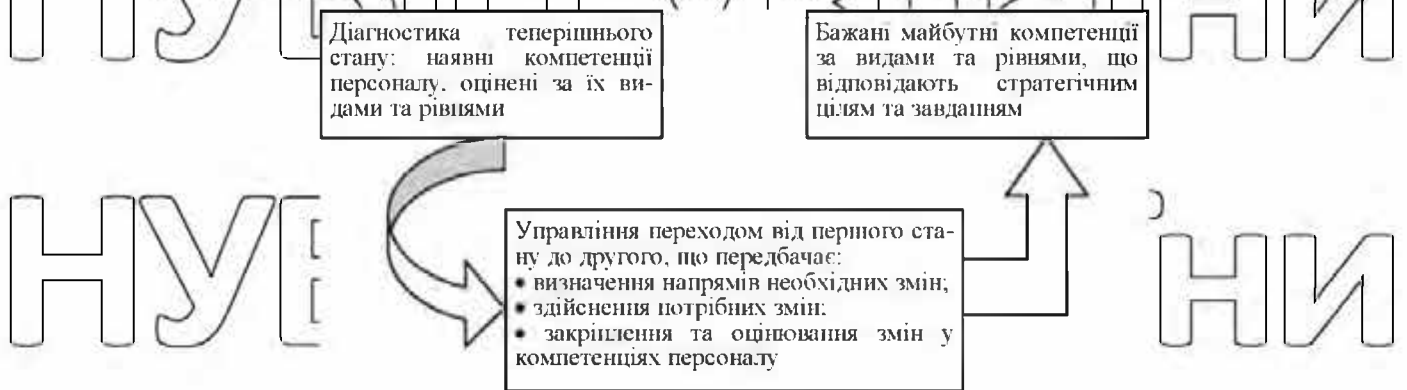 Діагностика теперішнього
стану: наявні компетенції
персоналу, оцінені за їх ви-
дами та рівнями
Бажані майбутні компетенції
за видами та рівнями, що
відповідають стратегічним
цілям та завданням
Управління переходом від першого ста-
ну до другого, що передбачає:
• визначення напрямів необхідних змін;
• здійснення потрібних змін;
• закріплення та оцінювання змін у
компетенціях персоналу